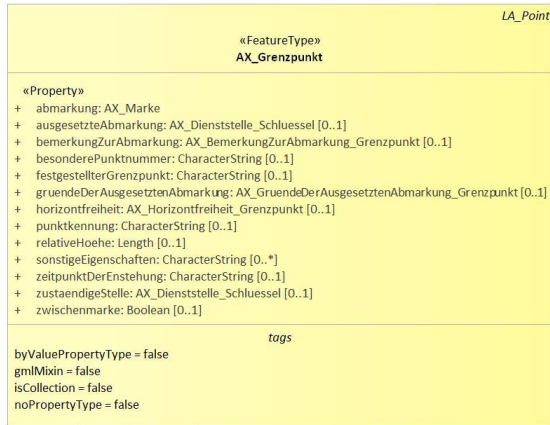 LA_Point
«FeatureType»
AX_Grenzpunkt
«Property»
+ abmarkung: AX_Marke
+ ausgesetzteAbmarkung: AX_Dienststelle_Schluessel [0..1]
+ bemerkungZurAbmarkung: AX_BemerkungZurAbmarkung_Grenzpunkt [0..1]
+ besonderePunktnummer: CharacterString [0..1]
+ festgestellterGrenzpunkt: CharacterString [0..1]
+ gruendeDerAusgesetztenAbmarkung: AX_GruendeDerAusgesetztenAbmarkung_Grenzpunkt [0..1]
+ horizontfreiheit: AX_Horizontfreiheit_Grenzpunkt [0..1]
+ punktkennung: CharacterString [0..1]
+ relativeHoehe: Length [0..1]
+ sonstigeEigenschaften: CharacterString [0..*]
+ zeitpunktDerEnstehung: CharacterString [0..1]
+ zustaendigeStelle: AX_Dienststelle_Schluessel [0..1]
+ zwischenmarke: Boolean [0..1]
tags
byValuePropertyType = false
gmlMixin = false
isCollection = false
noPropertyType = false